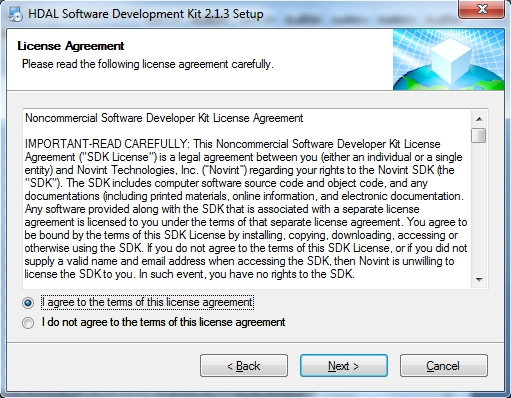 HDAL Software Development Kit 2.1.3 Setup
License Agreement
Please read the following license agreement carefully.
Noncommercial Software Developer Kit License Agreement
IMPORTANT-READ CAREFULLY: This Noncommercial Software Developer Kit License
Agreement ("SDK License") is a legal agreement between you (either an individual or a single
entity) and Novint Technologies, Inc. ("Novint") regarding your rights to the Novint SDK (the
"SDK"). The SDK includes computer software source code and object code, and any
documentations (including printed materials, online information, and electronic documentation.
Any software provided along with the SDK that is associated with a separate license
agreement is licensed to you under the terms of that separate license agreement. You agree to
be bound by the terms of this SDK License by installing, copying, downloading, accessing or
otherwise using the SDK. If you do not agree to the terms of this SDK License, or if you did not
supply a valid name and email address when accessing the SDK, then Novint is unwilling to
license the SDK to you. In such event, you have no rights to the SDK.
I agree to the terms of this license agreement
I do not agree to the terms of this license agreement
< Back
Next >
Cancel